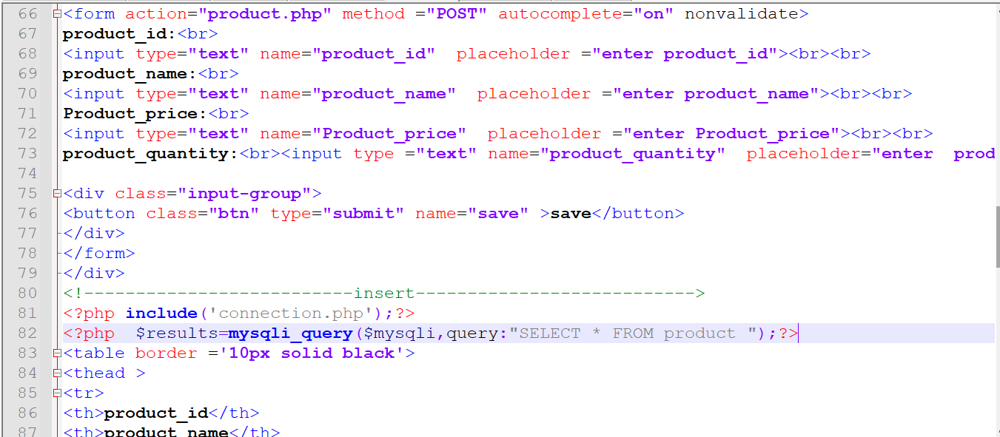 66 <form action="product.php" method ="POST" autocomplete="on" nonvalidate>
67 product_id:<br>
68 <input type="text" name="product_id"  placeholder ="enter product_id"><br><br>
69 product_name:<br>
70 <input type="text" name="product_name"  placeholder ="enter product_name"><br><br>
71 Product_price:<br>
72 <input type="text" name="Product_price"  placeholder ="enter Product_price"><br><br>
73 product_quantity:<br><input type ="text" name="product_quantity"  placeholder="enter  prod
74
75 <div class="input-group">
76 <button class="btn" type="submit" name="save" >save</button>
77 </div>
78 </form>
79 </div>
80 <!--------------------------insert--------------------------->
81 <?php include('connection.php');?>
82 <?php  $results=mysqli_query($mysqli,query:"SELECT * FROM product ");?>
83 <table border ='10px solid black'>
84 <thead >
85 <tr>
86 <th>product_id</th>
87 <th>product_name</th>